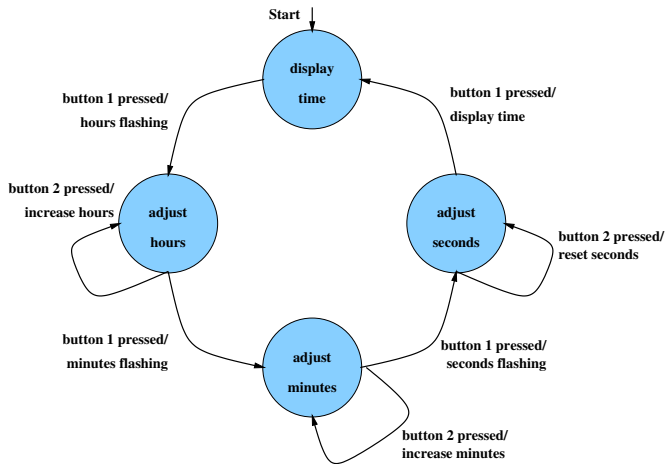 Start
display
time
button 1 pressed/
hours flashing
button 1 pressed/
display time
button 2 pressed/
increase hours
adjust
hours
adjust
seconds
button 2 pressed/
reset seconds
button 1 pressed/
minutes flashing
adjust
minutes
button 1 pressed/
seconds flashing
button 2 pressed/
increase minutes